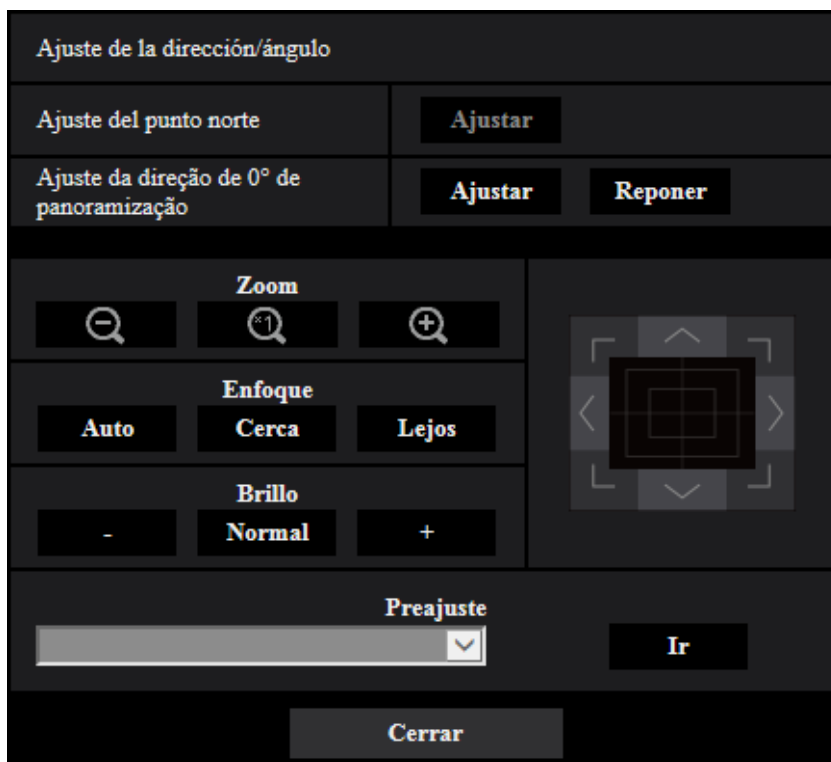 Ajuste de la dirección/ángulo
Ajuste del punto norte
Ajustar
Ajuste da direção de 0° de
panoramização
Ajustar Reponer
Zoom
×1
Enfoque
Auto Cerca Lejos
Brillo
- Normal +
Preajuste
Ir
Cerrar